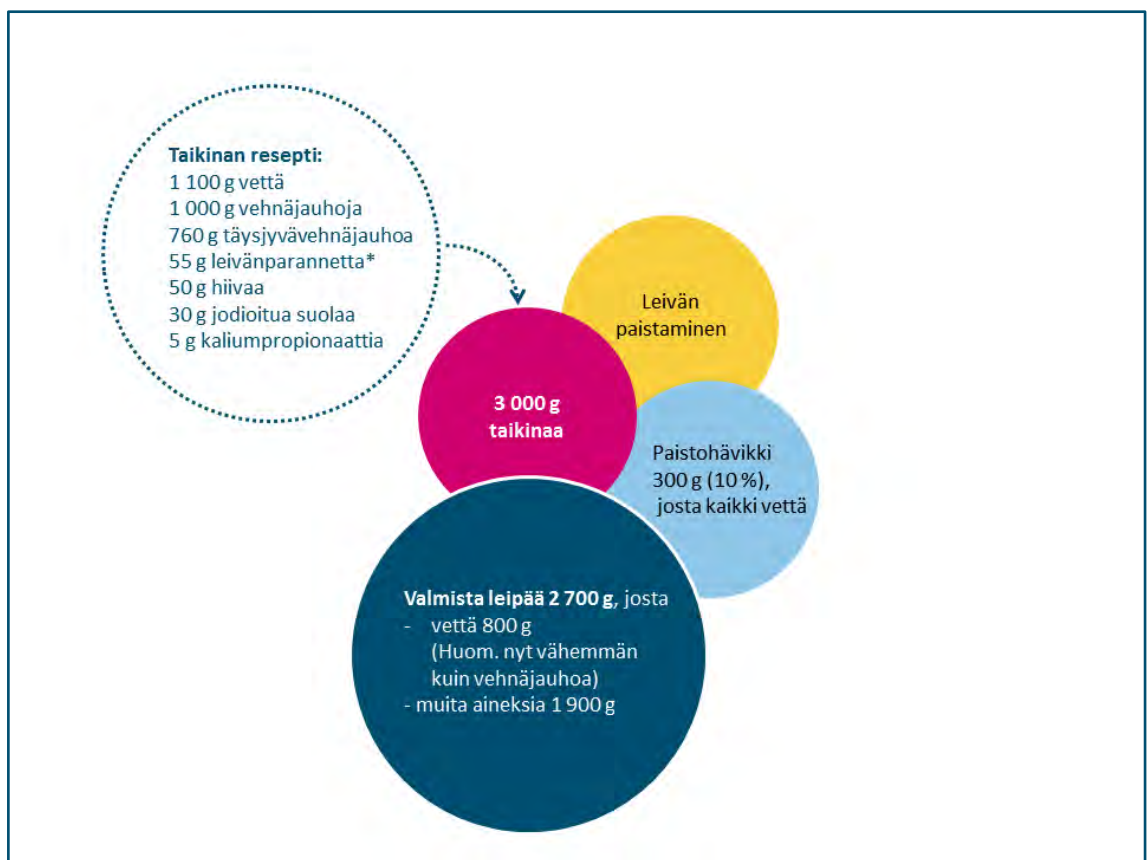 Taikinan resepti:
1 100 g vettä
1 000 g vehnäjauhoja
760 g täysjyvävehnäjauhoa
55 g leivänparannetta*
50 g hiivaa
30 g jodioitua suolaa
5 g kaliumpropionaattia
Leivän
paistaminen
3 000 g
taikinaa
Paistohävikki
300 g (10 %),
josta kaikki vettä
Valmista leipää 2 700 g, josta
- vettä 800 g
(Huom. nyt vähemmän
kuin vehnäjauhoa)
- muita aineksia 1 900 g